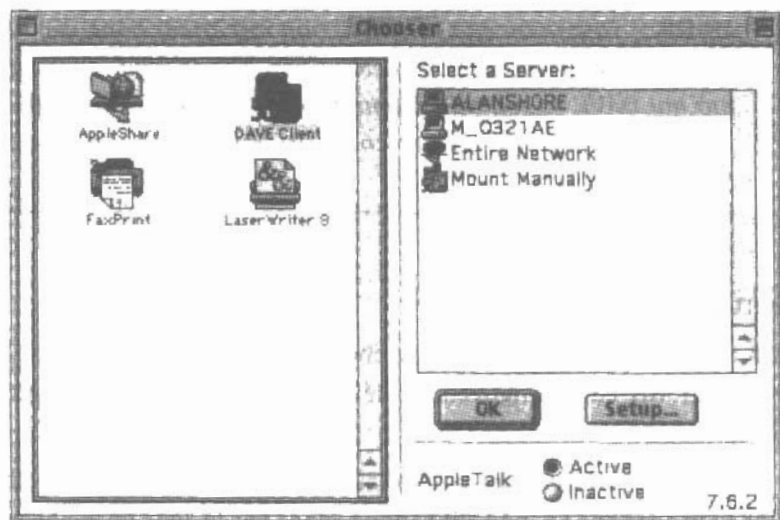 Chooser
AppleShare
DAVE Client
FaxPrint
LaserWriter 8
Select a Server:
ALANSHORE
M_0321AE
Entire Network
Mount Manually
OK
Setup...
AppleTalk
Active
Inactive
7.6.2